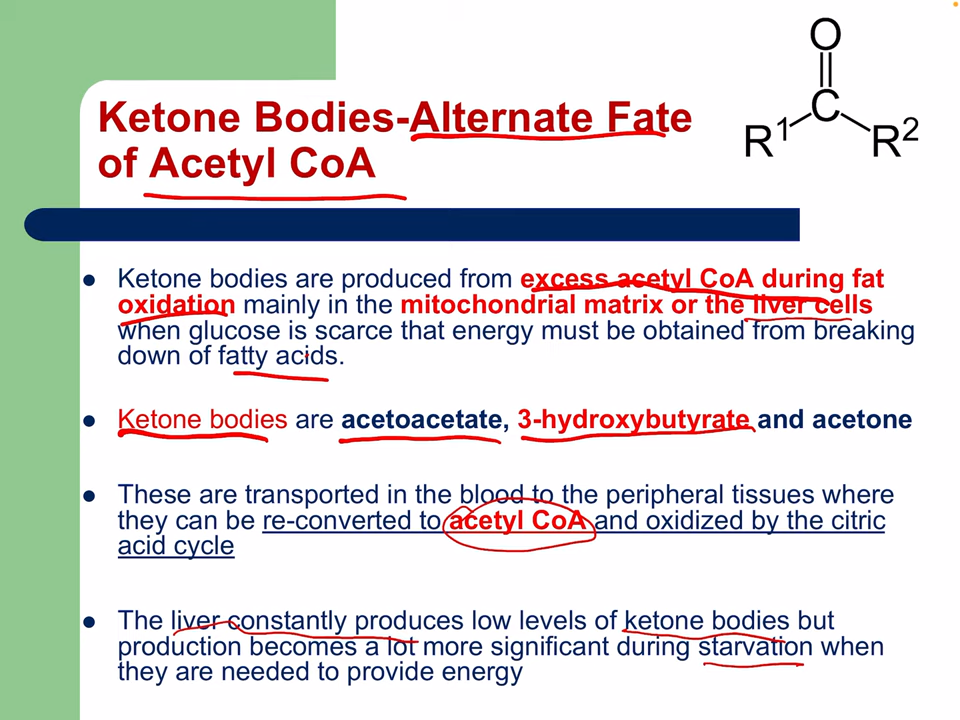 O
C
R1 R2
Ketone Bodies-Alternate Fate
of Acetyl CoA
Ketone bodies are produced from excess acetyl CoA during fat
oxidation mainly in the mitochondrial matrix or the liver cells
when glucose is scarce that energy must be obtained from breaking
down of fatty acids.
Ketone bodies are acetoacetate, 3-hydroxybutyrate and acetone
These are transported in the blood to the peripheral tissues where
they can be re-converted to acetyl CoA and oxidized by the citric
acid cycle
The liver constantly produces low levels of ketone bodies but
production becomes a lot more significant during starvation when
they are needed to provide energy